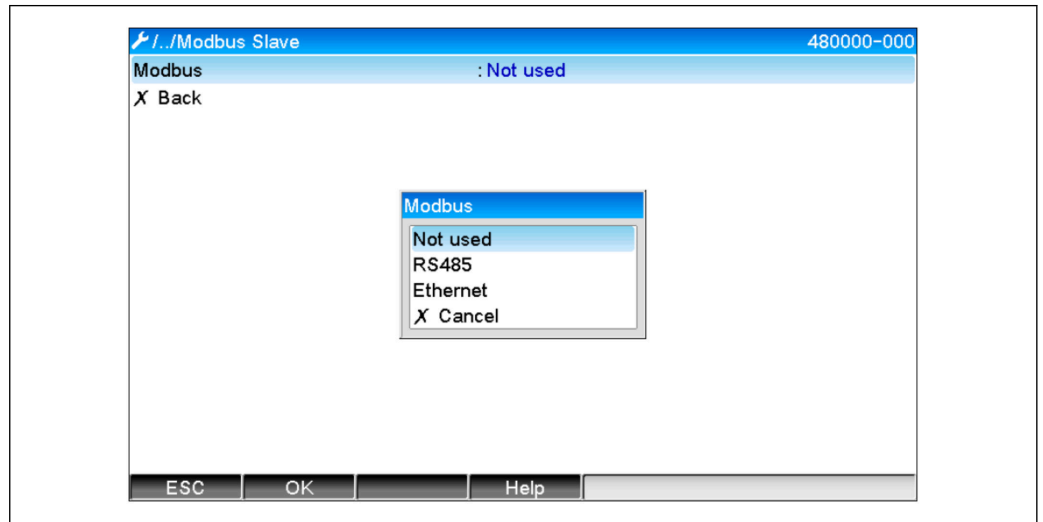 /../Modbus Slave 480000-000
Modbus : Not used
X Back
Modbus
Not used
RS485
Ethernet
X Cancel
ESC OK Help